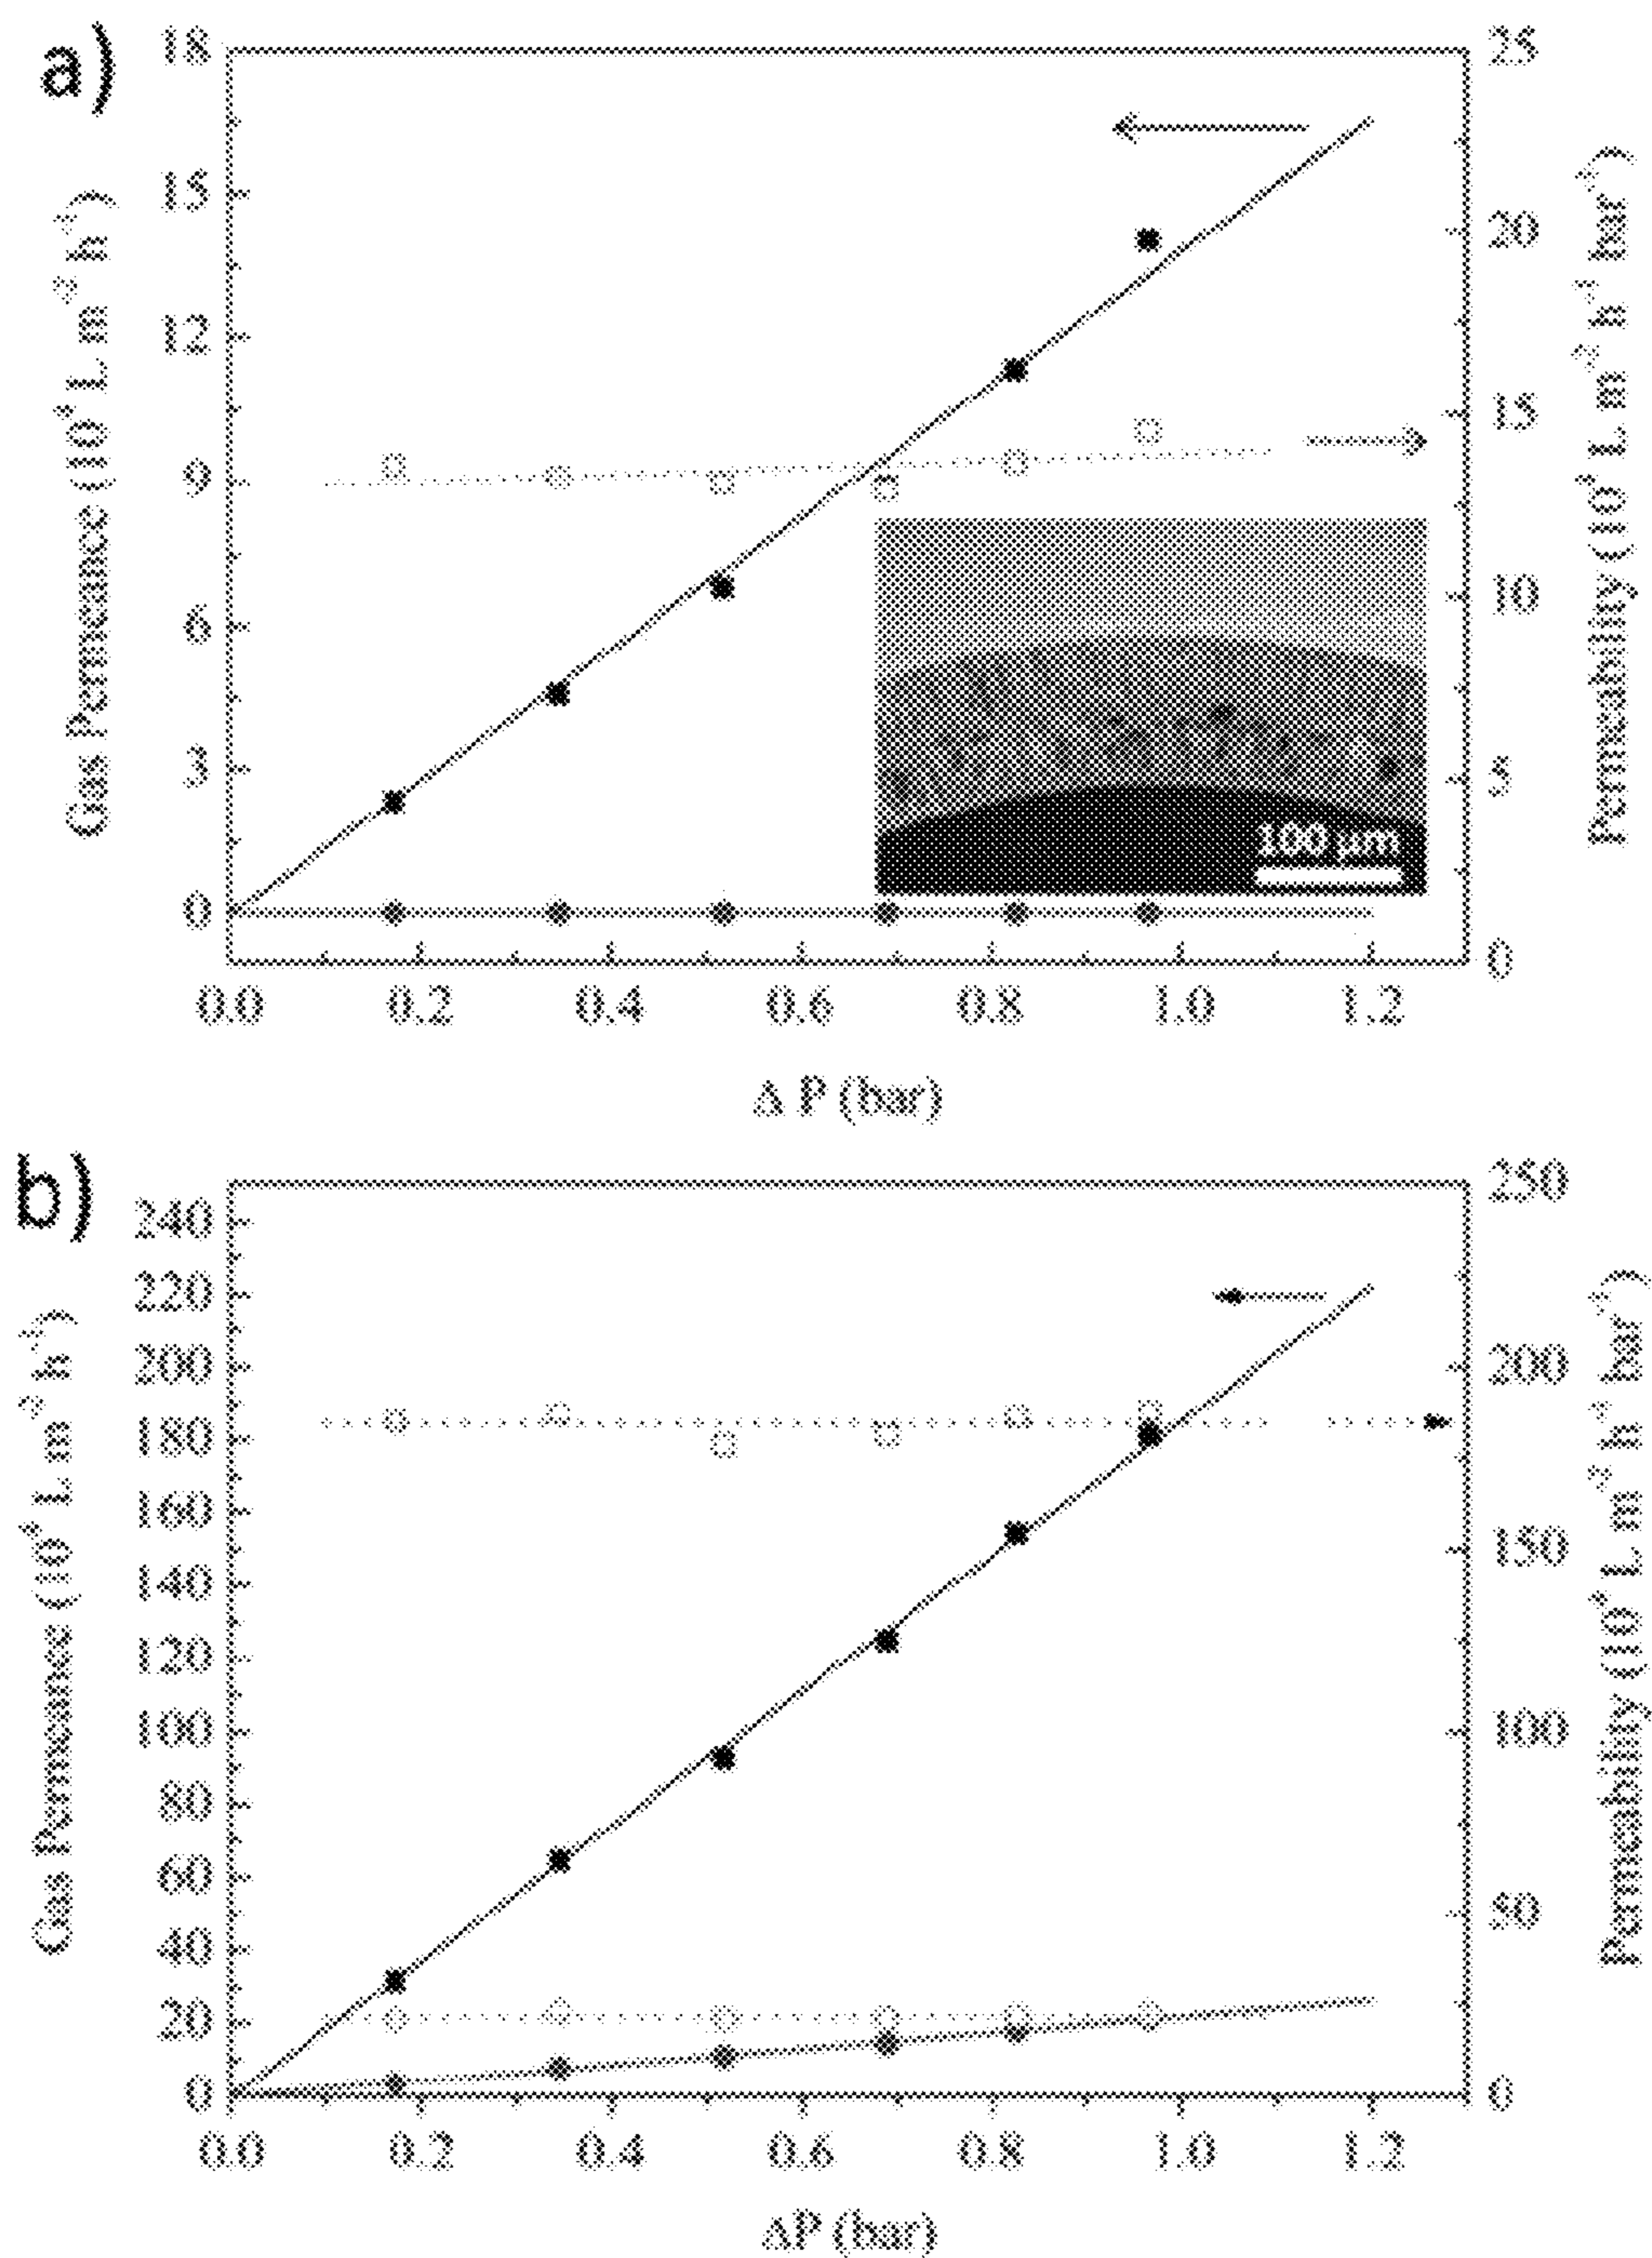 a)
18
15
12
9
6
3
0
Gas Permeance (10⁴ L m⁻² h⁻¹)
25
20
15
10
5
0
Permeability (10⁴ L m⁻² h⁻¹ bar⁻¹)
100 μm
0.0 0.2 0.4 0.6 0.8 1.0 1.2
Δ P (bar)
b)
240
220
200
180
160
140
120
100
80
60
40
20
0
Gas Permeance (10⁴ L m⁻² h⁻¹)
250
200
150
100
50
0
Permeability (10⁴ L m⁻² h⁻¹ bar⁻¹)
0.0 0.2 0.4 0.6 0.8 1.0 1.2
ΔP (bar)